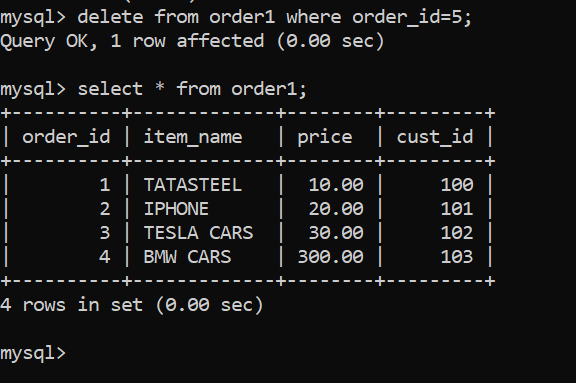 mysql> delete from order1 where order_id=5;
Query OK, 1 row affected (0.00 sec)
mysql> select * from order1;
+----------+-------------+--------+---------+
| order_id | item_name   | price  | cust_id |
+----------+-------------+--------+---------+
|        1 | TATASTEEL   |  10.00 |     100 |
|        2 | IPHONE      |  20.00 |     101 |
|        3 | TESLA CARS  |  30.00 |     102 |
|        4 | BMW CARS    | 300.00 |     103 |
+----------+-------------+--------+---------+
4 rows in set (0.00 sec)
mysql>